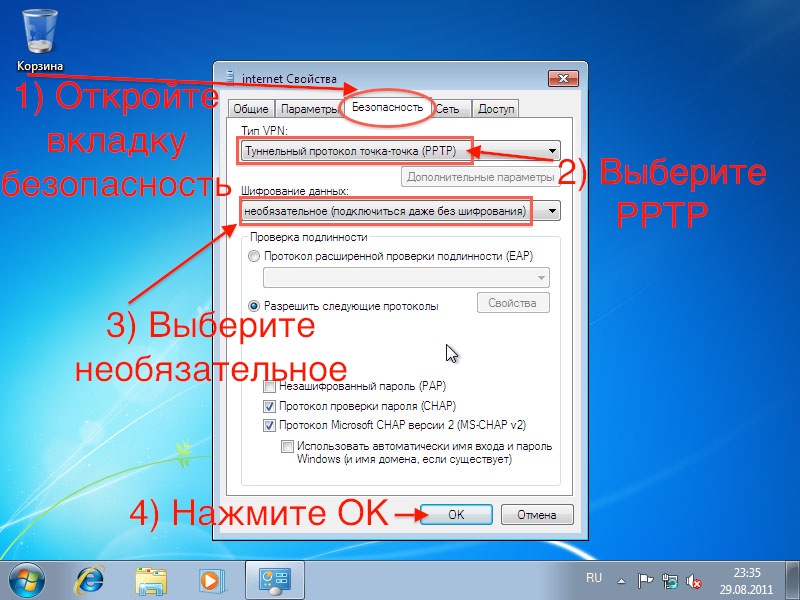 Корзина
internet Свойства
1) Откройте
вкладку
безопасность
Общие Параметры Безопасность Сеть Доступ
Тип VPN:
Туннельный протокол точка-точка (PPTP)
2) Выберите
PPTP
Дополнительные параметры
Шифрование данных:
необязательное (подключиться даже без шифрования)
Проверка подлинности
Протокол расширенной проверки подлинности (EAP)
Свойства
Разрешить следующие протоколы
3) Выберите
необязательное
Незашифрованный пароль (PAP)
Протокол проверки пароля (CHAP)
Протокол Microsoft CHAP версии 2 (MS-CHAP v2)
Использовать автоматически имя входа и пароль
Windows (и имя домена, если существует)
4) Нажмите ОК
OK Отмена
RU
23:35
29.08.2011